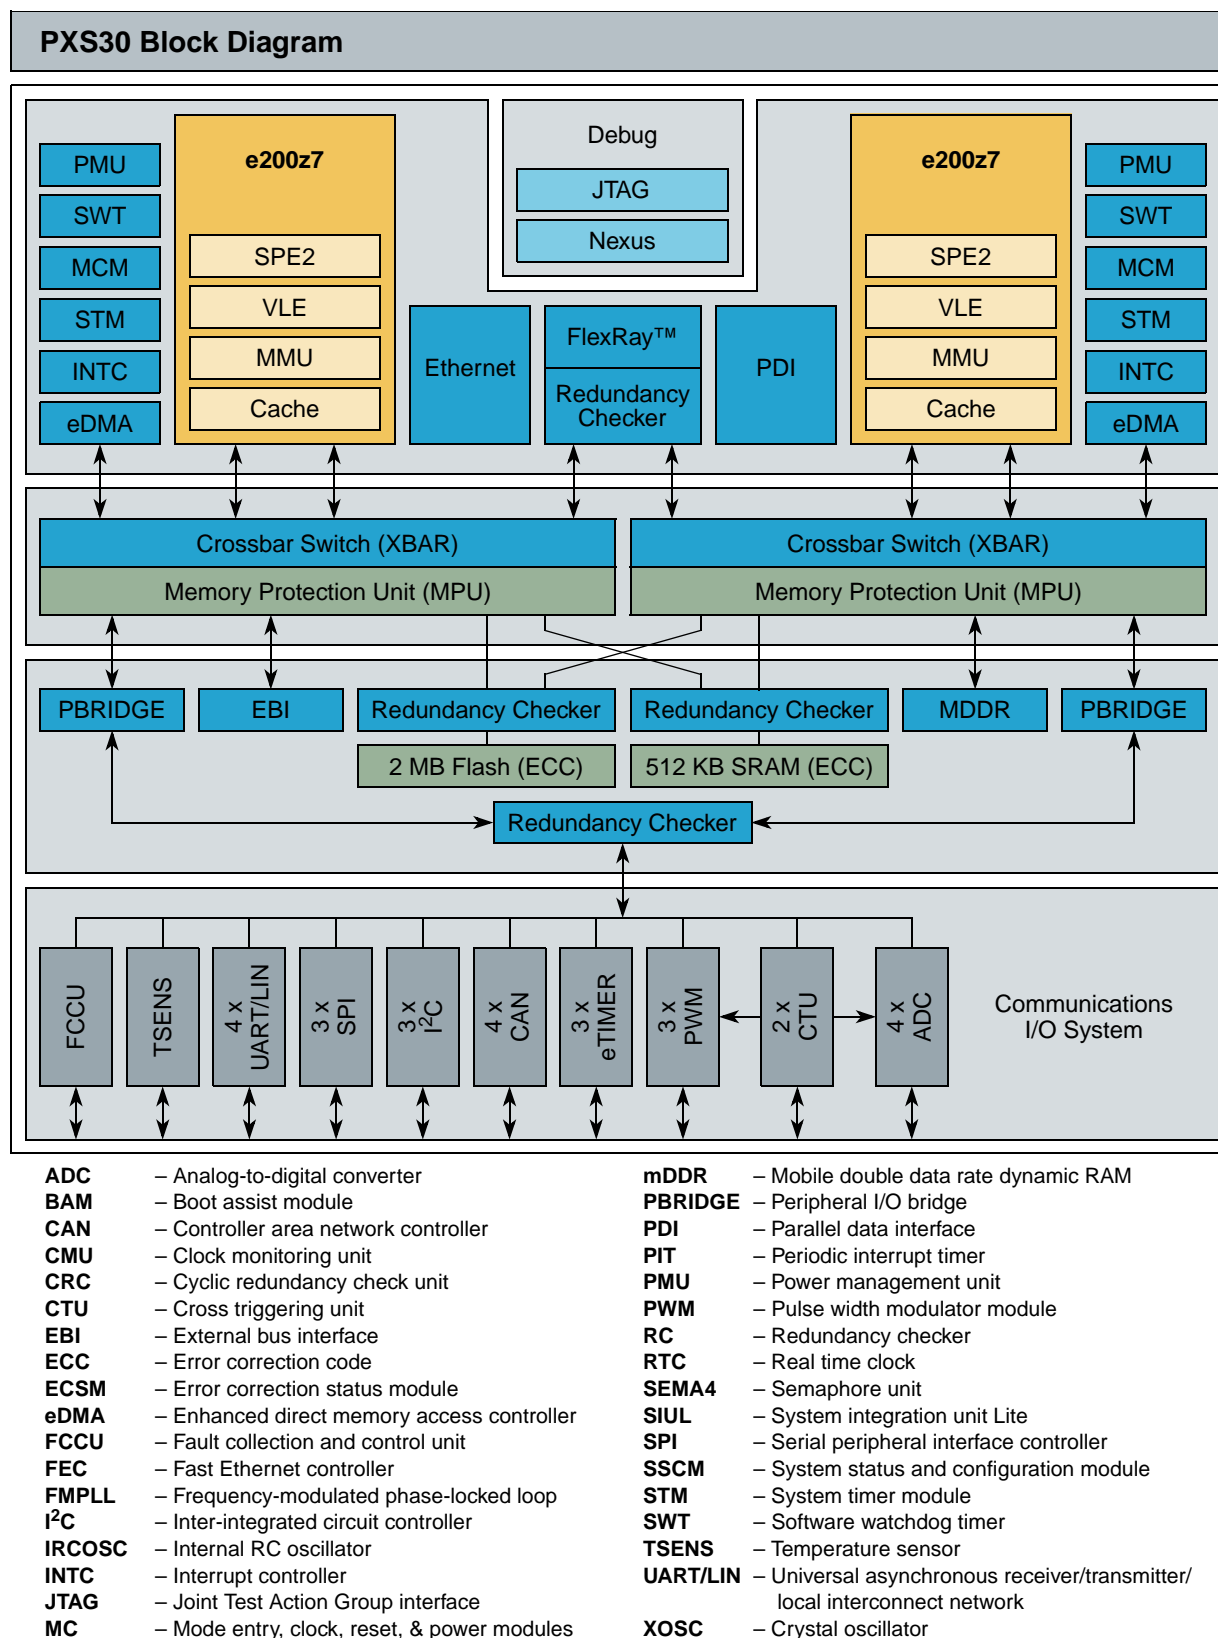 PXS30 Block Diagram
Debug
JTAG
Nexus
PMU
SWT
MCM
STM
INTC
eDMA
e200z7
SPE2
VLE
MMU
Cache
Ethernet
FlexRay™
Redundancy
Checker
PDI
e200z7
SPE2
VLE
MMU
Cache
PMU
SWT
MCM
STM
INTC
eDMA
Crossbar Switch (XBAR)
Memory Protection Unit (MPU)
Crossbar Switch (XBAR)
Memory Protection Unit (MPU)
PBRIDGE
EBI
Redundancy Checker
Redundancy Checker
MDDR
PBRIDGE
2 MB Flash (ECC)
512 KB SRAM (ECC)
Redundancy Checker
FCCU
TSENS
4 x
UART/LIN
3 x
SPI
3 x
I²C
4 x
CAN
3 x
eTIMER
3 x
PWM
2 x
CTU
4 x
ADC
Communications
I/O System
ADC – Analog-to-digital converter
BAM – Boot assist module
CAN – Controller area network controller
CMU – Clock monitoring unit
CRC – Cyclic redundancy check unit
CTU – Cross triggering unit
EBI – External bus interface
ECC – Error correction code
ECSM – Error correction status module
eDMA – Enhanced direct memory access controller
FCCU – Fault collection and control unit
FEC – Fast Ethernet controller
FMPLL – Frequency-modulated phase-locked loop
I²C – Inter-integrated circuit controller
IRCOSC – Internal RC oscillator
INTC – Interrupt controller
JTAG – Joint Test Action Group interface
MC – Mode entry, clock, reset, & power modules
mDDR – Mobile double data rate dynamic RAM
PBRIDGE – Peripheral I/O bridge
PDI – Parallel data interface
PIT – Periodic interrupt timer
PMU – Power management unit
PWM – Pulse width modulator module
RC – Redundancy checker
RTC – Real time clock
SEMA4 – Semaphore unit
SIUL – System integration unit Lite
SPI – Serial peripheral interface controller
SSCM – System status and configuration module
STM – System timer module
SWT – Software watchdog timer
TSENS – Temperature sensor
UART/LIN – Universal asynchronous receiver/transmitter/
local interconnect network
XOSC – Crystal oscillator